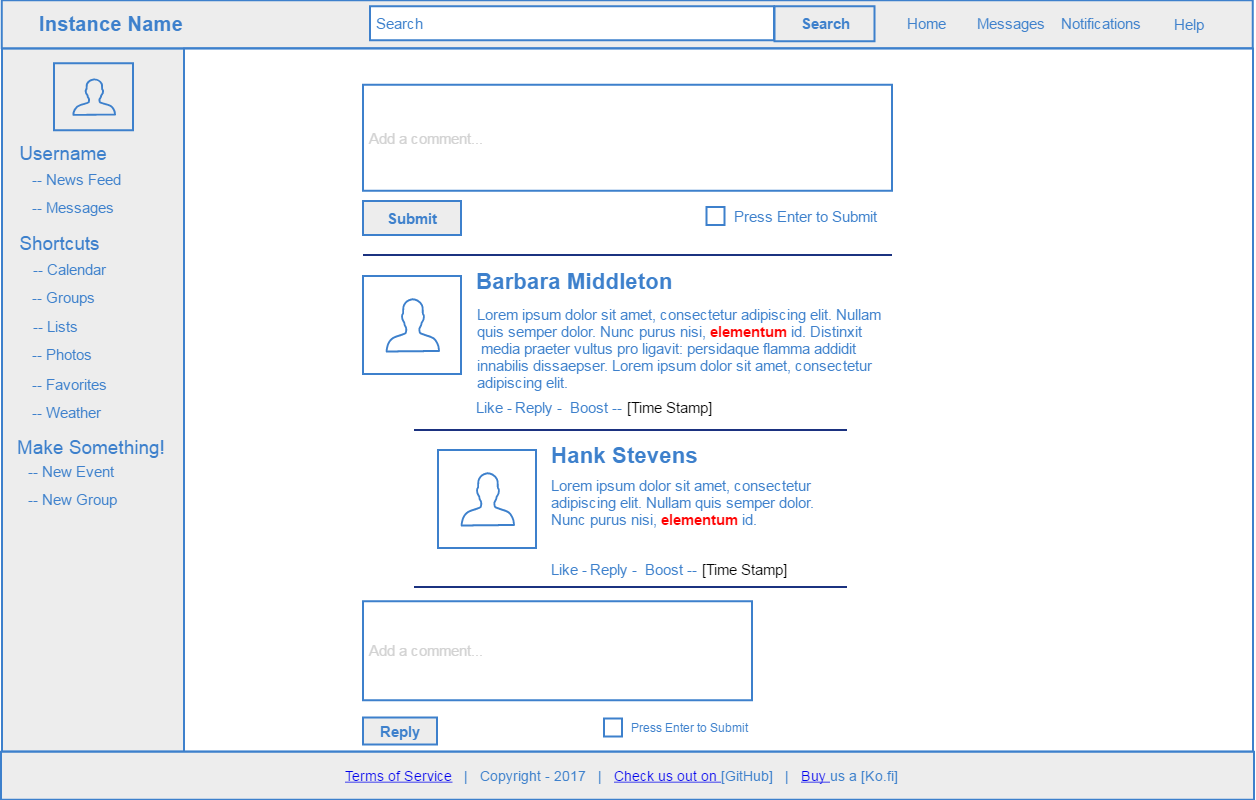 Instance Name
Search
Search
Home
Messages
Notifications
Help
Username
-- News Feed
-- Messages
Shortcuts
-- Calendar
-- Groups
-- Lists
-- Photos
-- Favorites
-- Weather
Make Something!
-- New Event
-- New Group
Add a comment...
Submit
Press Enter to Submit
Barbara Middleton
Lorem ipsum dolor sit amet, consectetur adipiscing elit. Nullam
quis semper dolor. Nunc purus nisi, elementum id. Distinxit
media praeter vultus pro ligavit: persidaque flamma addidit
innabilis dissaepser. Lorem ipsum dolor sit amet, consectetur
adipiscing elit.
Like - Reply - Boost -- [Time Stamp]
Hank Stevens
Lorem ipsum dolor sit amet, consectetur
adipiscing elit. Nullam quis semper dolor.
Nunc purus nisi, elementum id.
Like - Reply - Boost -- [Time Stamp]
Add a comment...
Reply
Press Enter to Submit
Terms of Service | Copyright - 2017 | Check us out on [GitHub] | Buy us a [Ko.fi]